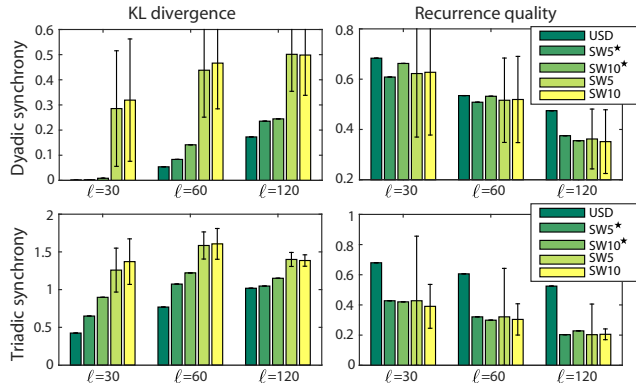 KL divergence
Recurrence quality
Dyadic synchrony
0.6
0.5
0.4
0.3
0.2
0.1
0
ℓ=30
ℓ=60
ℓ=120
0.8
0.6
0.4
0.2
ℓ=30
ℓ=60
ℓ=120
USD
SW5★
SW10★
SW5
SW10
Triadic synchrony
2
1.5
1
0.5
0
ℓ=30
ℓ=60
ℓ=120
1
0.8
0.6
0.4
0.2
0
ℓ=30
ℓ=60
ℓ=120
USD
SW5★
SW10★
SW5
SW10